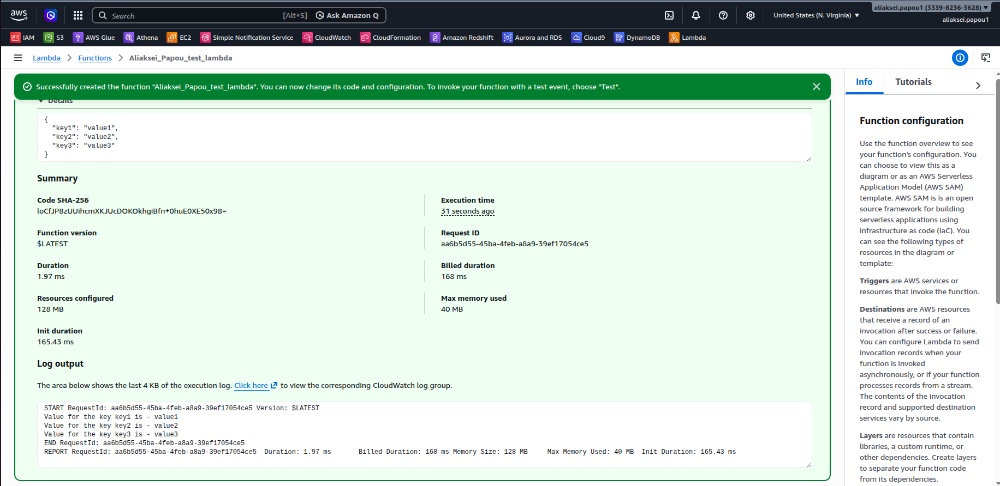 aws
Search [Alt+S] Ask Amazon Q
United States (N. Virginia)
aliaksei.papou1 (3339-8236-3628)
aliaksei.papou1
IAM S3 AWS Glue Athena EC2 Simple Notification Service CloudWatch CloudFormation Amazon Redshift Aurora and RDS Cloud9 DynamoDB Lambda
Lambda Functions Aliaksei_Papou_test_lambda
Successfully created the function "Aliaksei_Papou_test_lambda". You can now change its code and configuration. To invoke your function with a test event, choose "Test".
Details
{
"key1": "value1",
"key2": "value2",
"key3": "value3"
}
Summary
Code SHA-256
loCfJP8zUUihcmXKJUcDOKOkhgiBfn+0huE0XE50x98=
Execution time
31 seconds ago
Function version
$LATEST
Request ID
aa6b5d55-45ba-4feb-a8a9-39ef17054ce5
Duration
1.97 ms
Billed duration
168 ms
Resources configured
128 MB
Max memory used
40 MB
Init duration
165.43 ms
Log output
The area below shows the last 4 KB of the execution log. Click here to view the corresponding CloudWatch log group.
START RequestId: aa6b5d55-45ba-4feb-a8a9-39ef17054ce5 Version: $LATEST
Value for the key key1 is - value1
Value for the key key2 is - value2
Value for the key key3 is - value3
END RequestId: aa6b5d55-45ba-4feb-a8a9-39ef17054ce5
REPORT RequestId: aa6b5d55-45ba-4feb-a8a9-39ef17054ce5 Duration: 1.97 ms Billed Duration: 168 ms Memory Size: 128 MB Max Memory Used: 40 MB Init Duration: 165.43 ms
Info Tutorials
Function configuration
Use the function overview to see
your function's configuration. You
can choose to view this as a
diagram or as an AWS Serverless
Application Model (AWS SAM)
template. AWS SAM is is an open
source framework for building
serverless applications using
infrastructure as code (IaC). You
can see the following types of
resources in the diagram or
template:
Triggers are AWS services or
resources that invoke the function.
Destinations are AWS resources
that receive a record of an
invocation after success or failure.
You can configure Lambda to send
invocation records when your
function is invoked
asynchronously, or if your function
processes records from a stream.
The contents of the invocation
record and supported destination
services vary by source.
Layers are resources that contain
libraries, a custom runtime, or
other dependencies. Create layers
to separate your function code
from its dependencies.